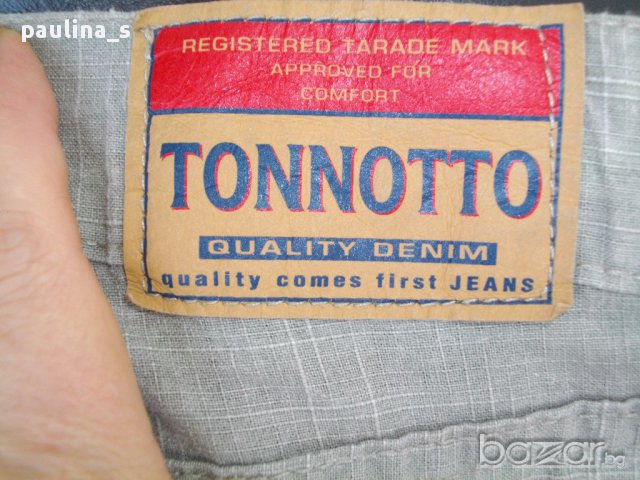 paulina_s
REGISTERED TARADE MARK
APPROVED FOR
COMFORT
TONNOTTO
QUALITY DENIM
quality comes first JEANS
bazar.bg